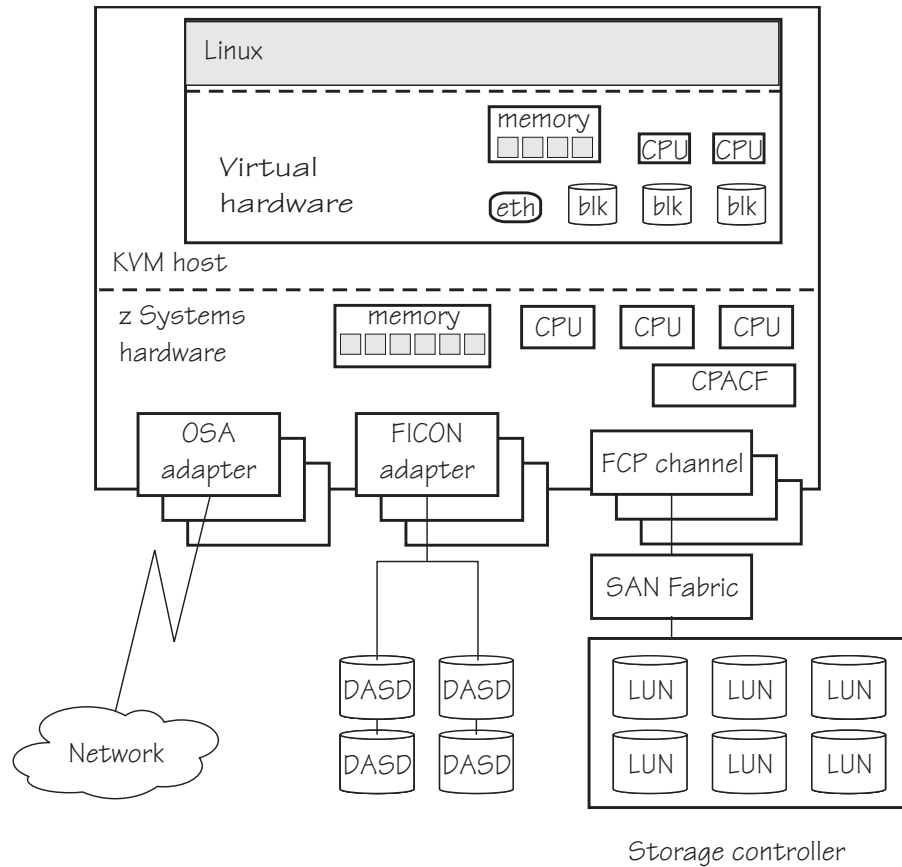 Linux
memory
CPU CPU
Virtual
hardware
eth blk blk blk
KVM host
z Systems
hardware
memory
CPU CPU CPU
CPACF
OSA
adapter
FICON
adapter
FCP channel
SAN Fabric
DASD DASD
LUN LUN LUN
Network
DASD DASD
LUN LUN LUN
Storage controller